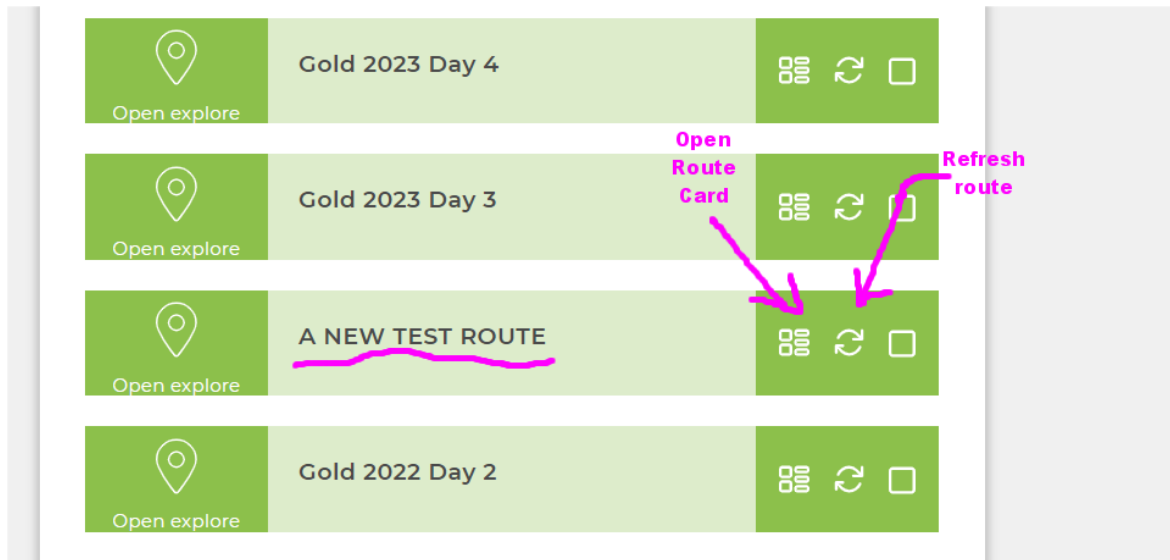 Gold 2023 Day 4
Open explore
Open
Route
Card
Refresh
route
Gold 2023 Day 3
Open explore
A NEW TEST ROUTE
Open explore
Gold 2022 Day 2
Open explore